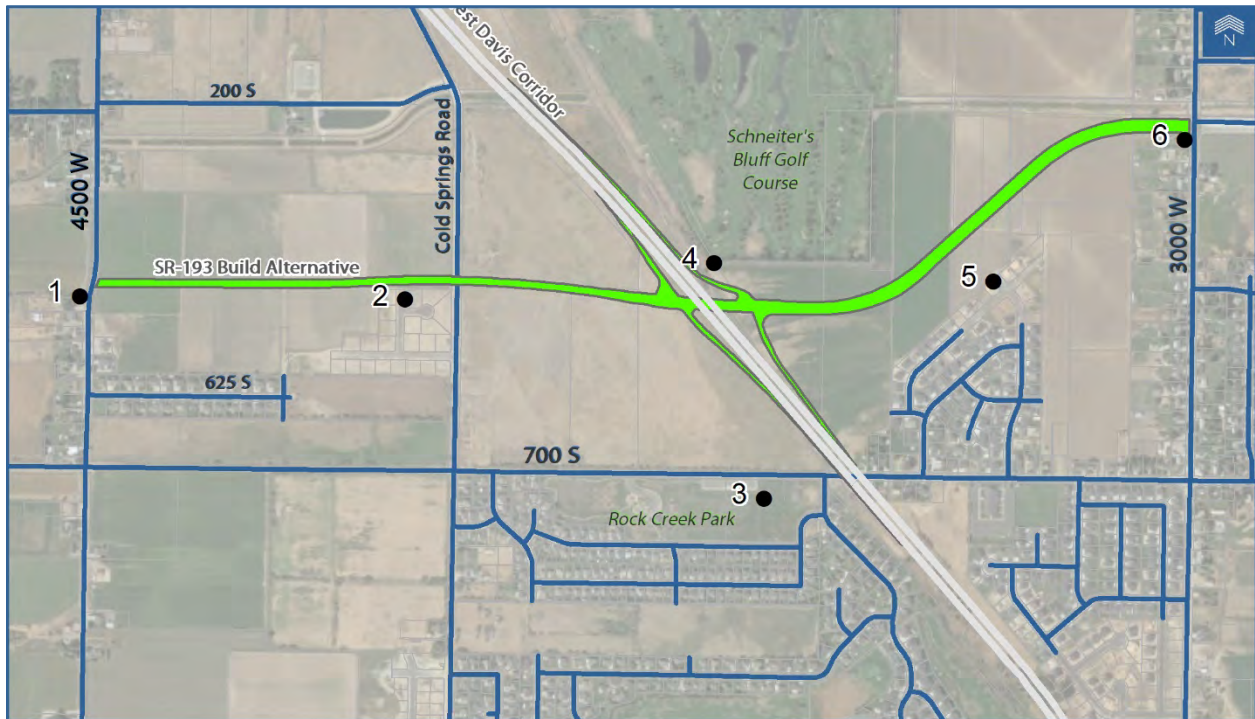 N
est Davis Corridor
200 S
4500 W
Cold Springs Road
Schneiter's
Bluff Golf
Course
6
3000 W
SR-193 Build Alternative
4
5
1
2
625 S
700 S
3
Rock Creek Park